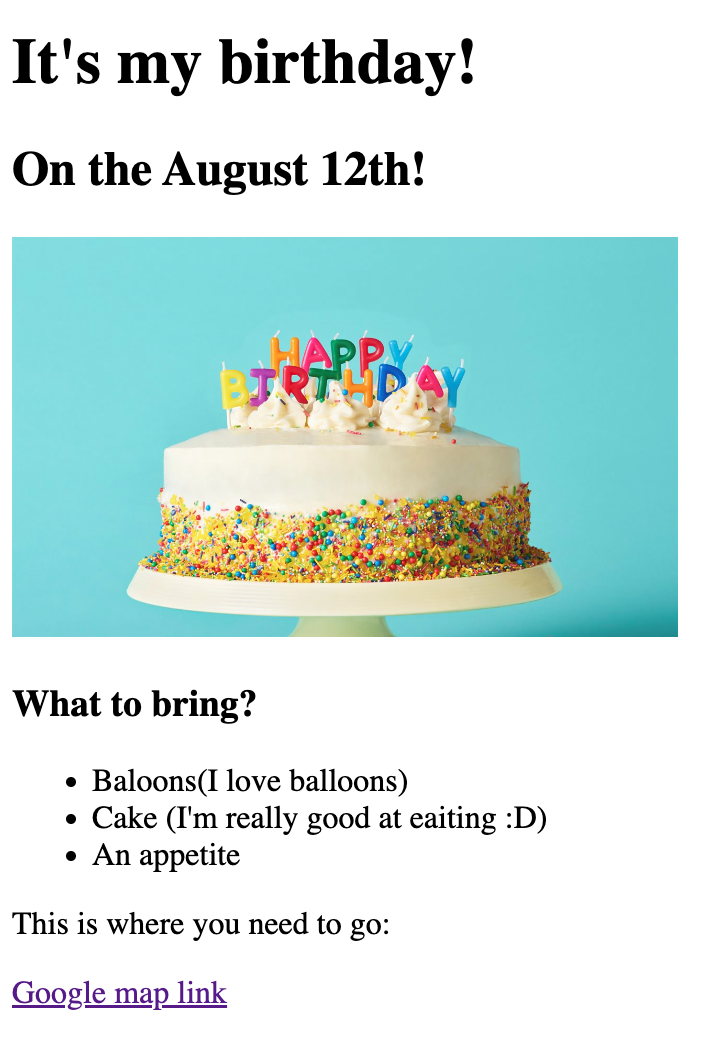 It's my birthday!
On the August 12th!
HAPPY
BIRTHDAY
What to bring?
• Baloons(I love balloons)
• Cake (I'm really good at eaiting :D)
• An appetite
This is where you need to go:
Google map link